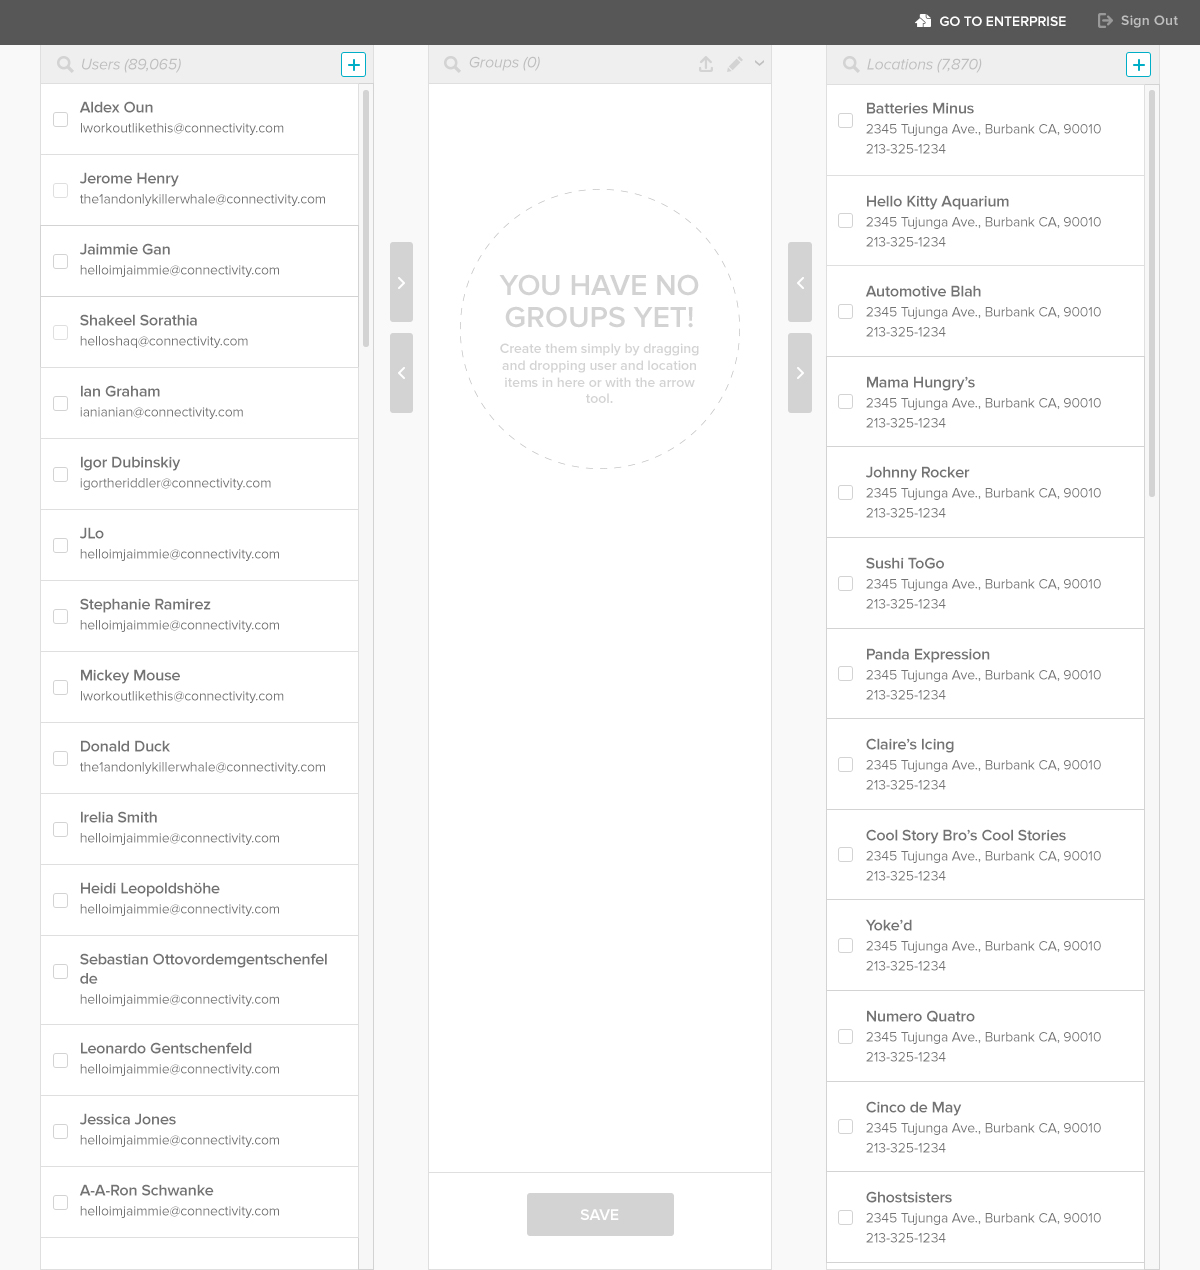 GO TO ENTERPRISE
Sign Out
Users (89,065)
Aldex Oun
Iworkoutlikethis@connectivity.com
Jerome Henry
the1andonlykillerwhale@connectivity.com
Jaimmie Gan
helloimjaimmie@connectivity.com
Shakeel Sorathia
helloshaq@connectivity.com
Ian Graham
ianianian@connectivity.com
Igor Dubinskiy
igortheriddler@connectivity.com
JLo
helloimjaimmie@connectivity.com
Stephanie Ramirez
helloimjaimmie@connectivity.com
Mickey Mouse
Iworkoutlikethis@connectivity.com
Donald Duck
the1andonlykillerwhale@connectivity.com
Irelia Smith
helloimjaimmie@connectivity.com
Heidi Leopoldshöhe
helloimjaimmie@connectivity.com
Sebastian Ottovordemgentschenfel
de
helloimjaimmie@connectivity.com
Leonardo Gentschenfeld
helloimjaimmie@connectivity.com
Jessica Jones
helloimjaimmie@connectivity.com
A-A-Ron Schwanke
helloimjaimmie@connectivity.com
Groups (0)
YOU HAVE NO
GROUPS YET!
Create them simply by dragging
and dropping user and location
items in here or with the arrow
tool.
SAVE
Locations (7,870)
Batteries Minus
2345 Tujunga Ave., Burbank CA, 90010
213-325-1234
Hello Kitty Aquarium
2345 Tujunga Ave., Burbank CA, 90010
213-325-1234
Automotive Blah
2345 Tujunga Ave., Burbank CA, 90010
213-325-1234
Mama Hungry's
2345 Tujunga Ave., Burbank CA, 90010
213-325-1234
Johnny Rocker
2345 Tujunga Ave., Burbank CA, 90010
213-325-1234
Sushi ToGo
2345 Tujunga Ave., Burbank CA, 90010
213-325-1234
Panda Expression
2345 Tujunga Ave., Burbank CA, 90010
213-325-1234
Claire's Icing
2345 Tujunga Ave., Burbank CA, 90010
213-325-1234
Cool Story Bro's Cool Stories
2345 Tujunga Ave., Burbank CA, 90010
213-325-1234
Yoke'd
2345 Tujunga Ave., Burbank CA, 90010
213-325-1234
Numero Quatro
2345 Tujunga Ave., Burbank CA, 90010
213-325-1234
Cinco de May
2345 Tujunga Ave., Burbank CA, 90010
213-325-1234
Ghostsisters
2345 Tujunga Ave., Burbank CA, 90010
213-325-1234